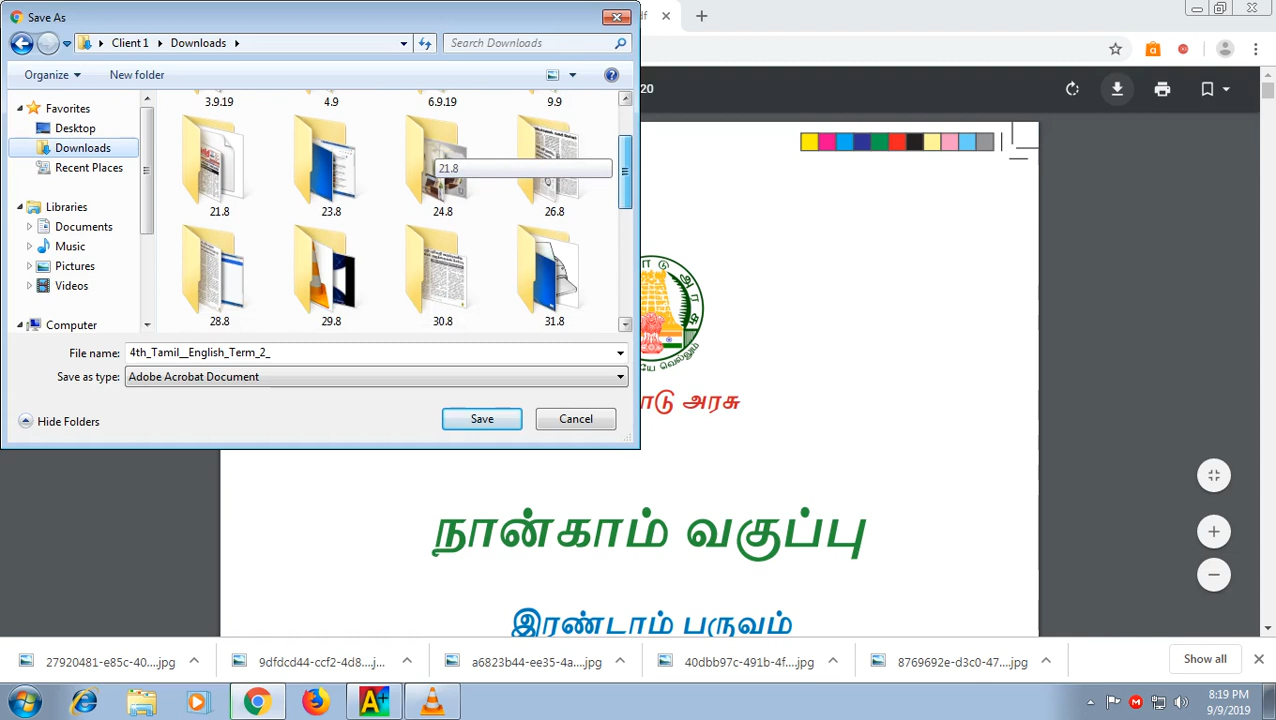 Save As
df
Client 1
Downloads
Search Downloads
Organize
New folder
20
Favorites
Desktop
Downloads
Recent Places
Libraries
Documents
Music
Pictures
Videos
Computer
3.9.19
4.9
6.9.19
9.9
21.8
21.8
23.8
24.8
26.8
28.8
29.8
30.8
31.8
File name:
4th_Tamil__English_Term_2_
Save as type:
Adobe Acrobat Document
Hide Folders
Save
Cancel
அரசு
நான்காம் வகுப்பு
இரண்டாம் பருவம்
27920481-e85c-40....jpg
9dfdcd44-ccf2-4d8....j...
a6823b44-ee35-4a....jpg
40dbb97c-491b-4f....jpg
8769692e-d3c0-47....jpg
Show all
8:19 PM
9/9/2019